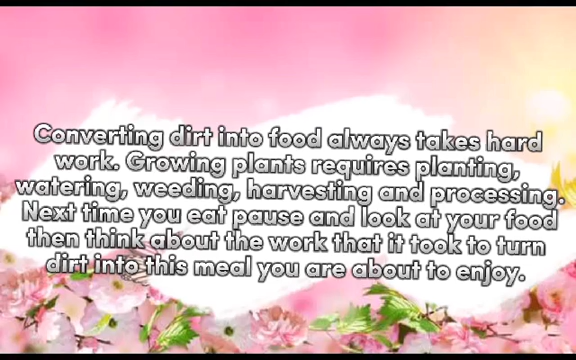 Converting dirt into food always takes hard
work. Growing plants requires planting,
watering, weeding, harvesting and processing.
Next time you eat pause and look at your food
then think about the work that it took to turn
dirt into this meal you are about to enjoy.